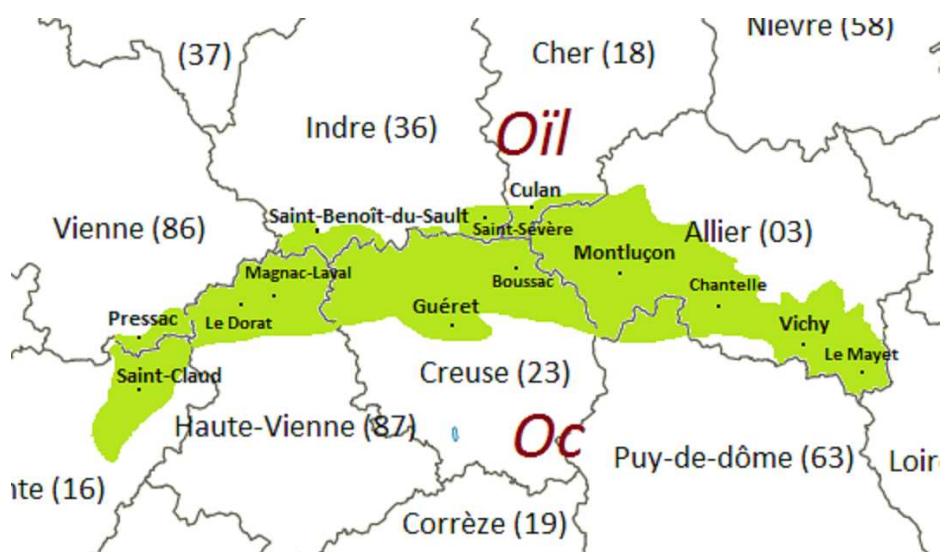 Nièvre (58)
(37)
Cher (18)
Indre (36)
Oïl
Culan
Saint-Benoît-du-Sault
Vienne (86)
Saint-Sévère
Allier (03)
Montluçon
Magnac-Laval
Boussac
Chantelle
Guéret
Pressac
Le Dorat
Vichy
Le Mayet
Saint-Claud
Creuse (23)
Haute-Vienne (87)
Oc
Puy-de-dôme (63)
Loir
nte (16)
Corrèze (19)